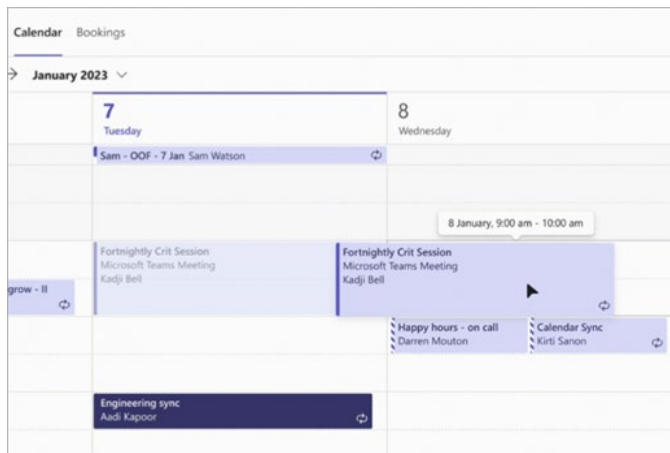 Calendar Bookings
January 2023
7
Tuesday
8
Wednesday
Sam - OOF - 7 Jan Sam Watson
8 January, 9:00 am - 10:00 am
Fortnightly Crit Session
Microsoft Teams Meeting
Kadji Bell
Fortnightly Crit Session
Microsoft Teams Meeting
Kadji Bell
grow - II
Happy hours - on call
Darren Mouton
Calendar Sync
Kirti Sanon
Engineering sync
Aadi Kapoor